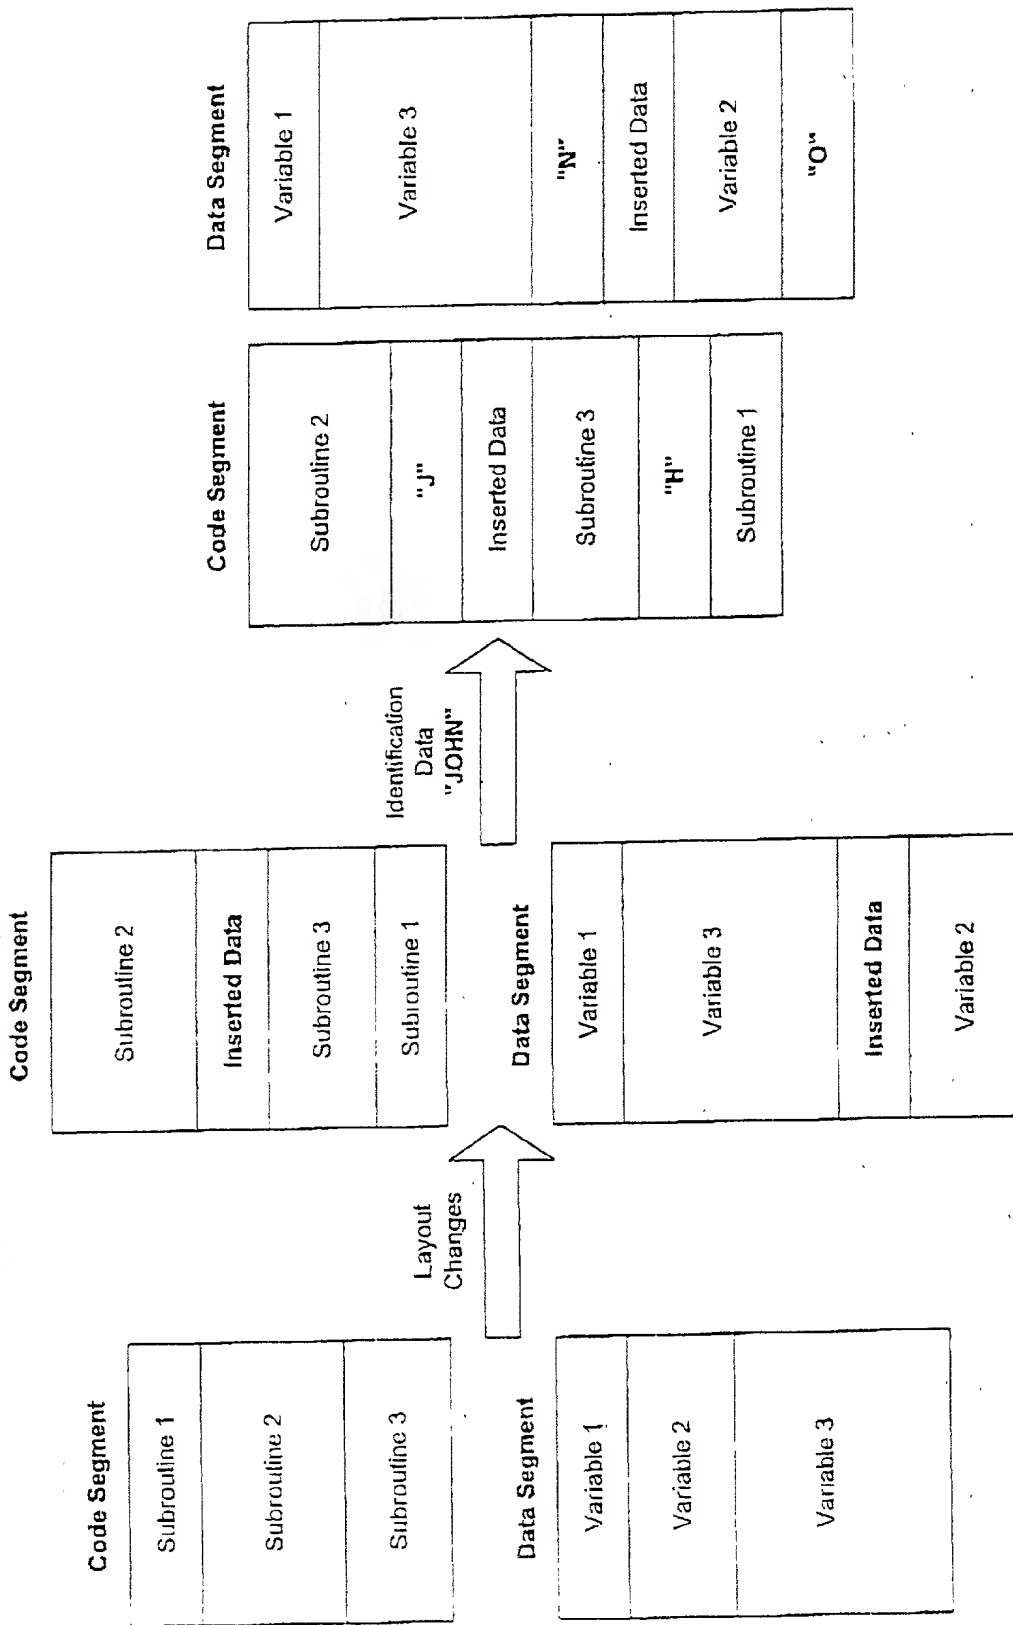 Code Segment
Subroutine 1
Subroutine 2
Subroutine 3
Data Segment
Variable 1
Variable 2
Variable 3
Layout
Changes
Code Segment
Subroutine 2
Inserted Data
Subroutine 3
Subroutine 1
Data Segment
Variable 1
Variable 3
Inserted Data
Variable 2
Identification
Data
"JOHN"
Code Segment
Subroutine 2
"J"
Inserted Data
Subroutine 3
"H"
Subroutine 1
Data Segment
Variable 1
Variable 3
"N"
Inserted Data
Variable 2
"O"